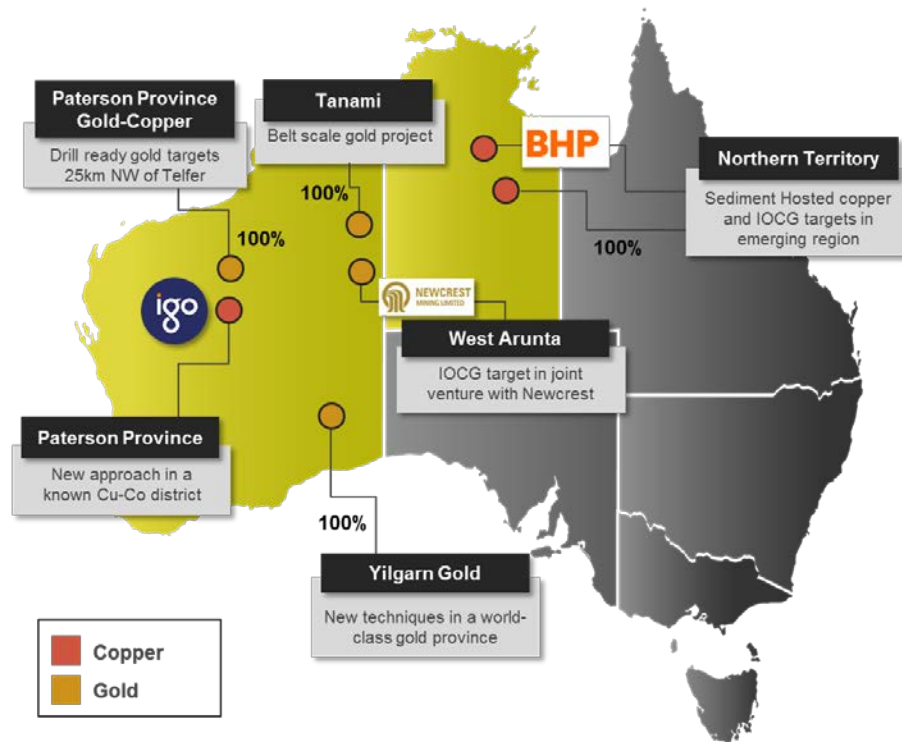 Paterson Province
Gold-Copper
Drill ready gold targets
25km NW of Telfer
100%
Tanami
Belt scale gold project
100%
BHP
Northern Territory
Sediment Hosted copper
and IOCG targets in
emerging region
100%
igo
NEWCREST
MINING LIMITED
West Arunta
IOCG target in joint
venture with Newcrest
Paterson Province
New approach in a
known Cu-Co district
100%
Yilgarn Gold
New techniques in a world-
class gold province
Copper
Gold